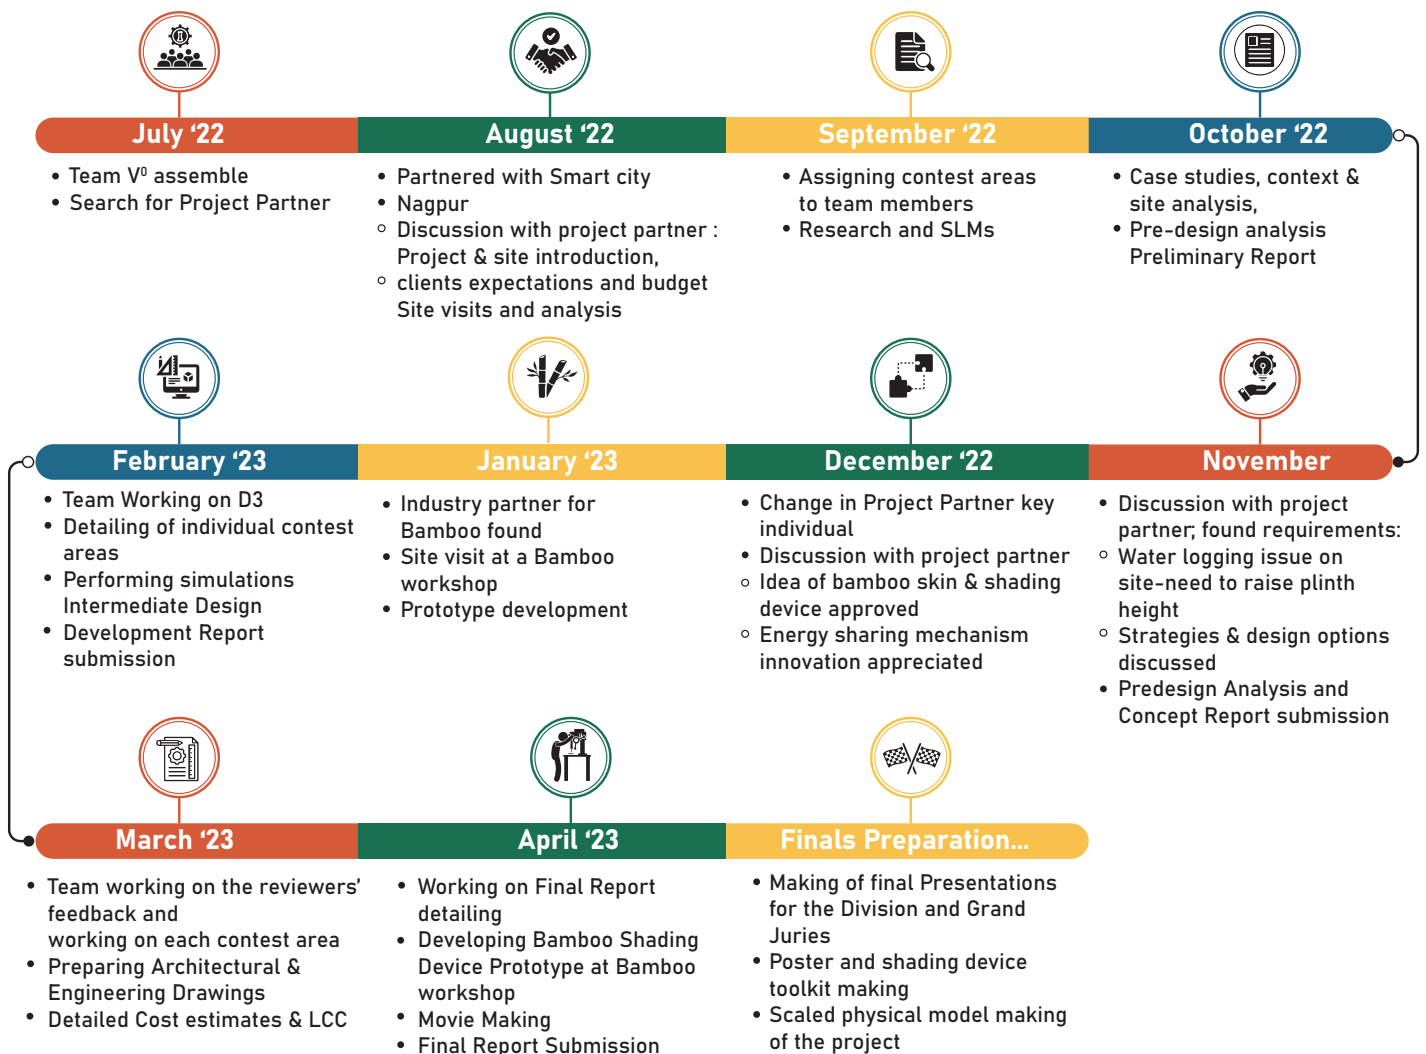 July ‘22
• Team V⁰ assemble
• Search for Project Partner
August ‘22
• Partnered with Smart city
• Nagpur
○ Discussion with project partner :
Project & site introduction,
○ clients expectations and budget
Site visits and analysis
September ‘22
• Assigning contest areas
to team members
• Research and SLMs
October ‘22
• Case studies, context &
site analysis,
• Pre-design analysis
Preliminary Report
November
• Discussion with project
partner; found requirements:
○ Water logging issue on
site-need to raise plinth
height
○ Strategies & design options
discussed
• Predesign Analysis and
Concept Report submission
December ‘22
• Change in Project Partner key
individual
• Discussion with project partner
○ Idea of bamboo skin & shading
device approved
○ Energy sharing mechanism
innovation appreciated
January ‘23
• Industry partner for
Bamboo found
• Site visit at a Bamboo
workshop
• Prototype development
February ‘23
• Team Working on D3
• Detailing of individual contest
areas
• Performing simulations
Intermediate Design
• Development Report
submission
March ‘23
• Team working on the reviewers’
feedback and
working on each contest area
• Preparing Architectural &
Engineering Drawings
• Detailed Cost estimates & LCC
April ‘23
• Working on Final Report
detailing
• Developing Bamboo Shading
Device Prototype at Bamboo
workshop
• Movie Making
• Final Report Submission
Finals Preparation...
• Making of final Presentations
for the Division and Grand
Juries
• Poster and shading device
toolkit making
• Scaled physical model making
of the project